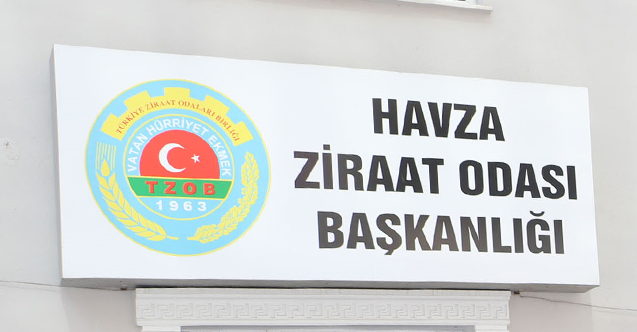 TÜRKİYE ZİRAAT ODALARI BİRLİĞİ
VATAN HÜRRİYET EKMEK
TZOB
1963
HAVZA
ZİRAAT ODASI
BAŞKANLIĞI